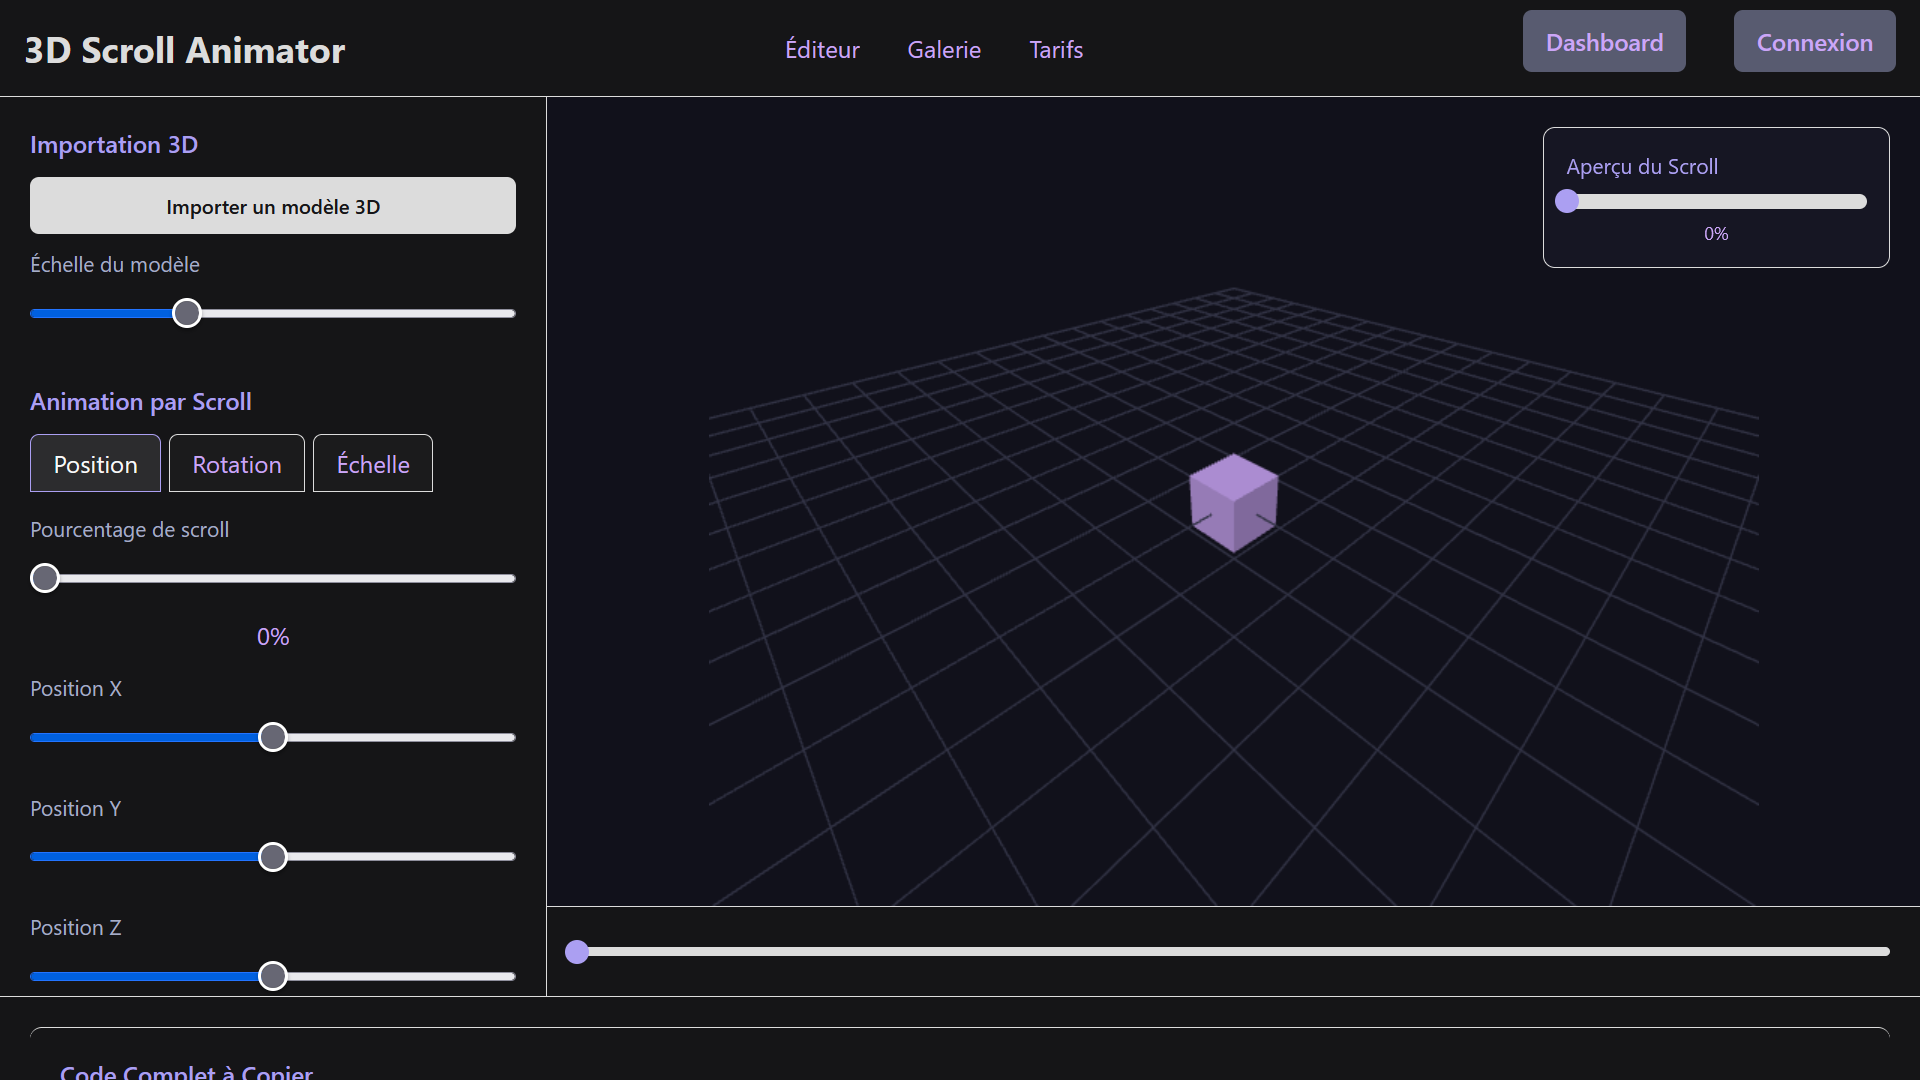 3D Scroll Animator
Éditeur
Galerie
Tarifs
Dashboard
Connexion
Importation 3D
Importer un modèle 3D
Échelle du modèle
Animation par Scroll
Position
Rotation
Échelle
Pourcentage de scroll
0%
Position X
Position Y
Position Z
Aperçu du Scroll
0%
Code Complet à Copier